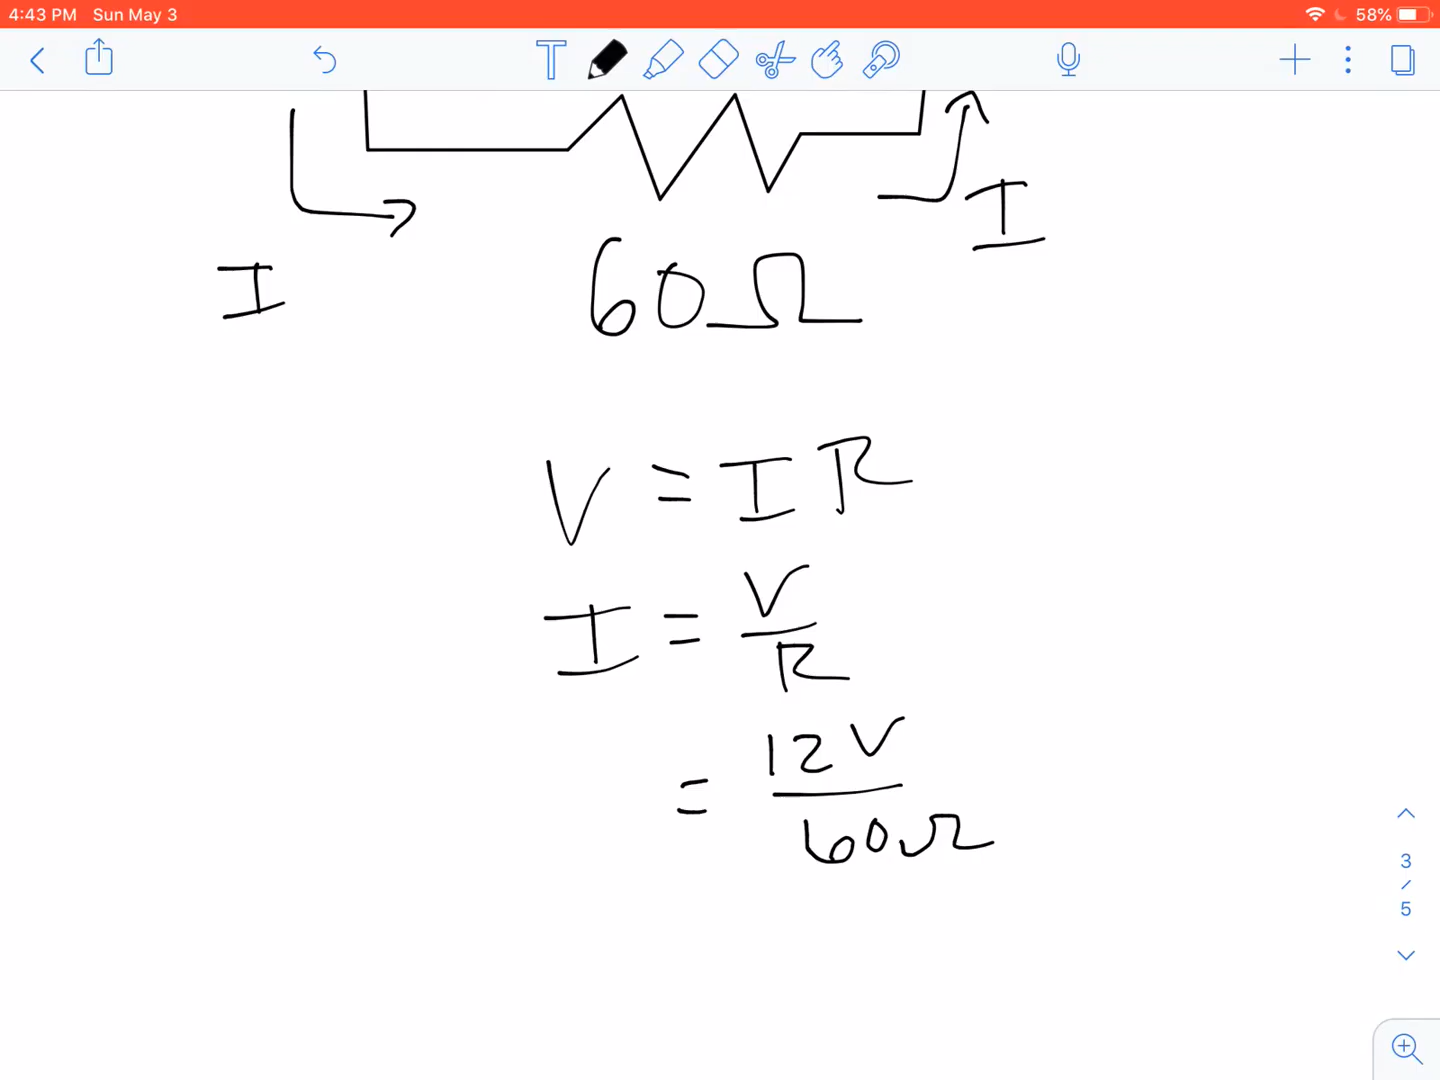 4:43 PM Sun May 3 58%
T
I
I
60Ω
V = IR
I = V/R
= 12V/60Ω
3
/
5